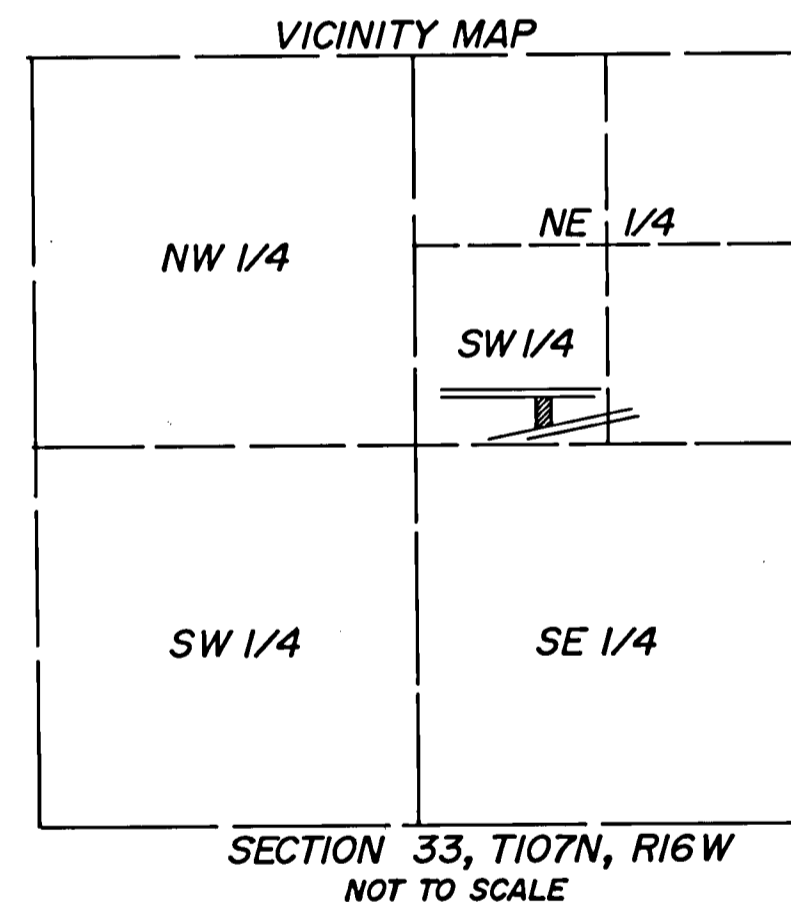 VICINITY MAP
NE 1/4
NW 1/4
SW 1/4
SW 1/4
SE 1/4
SECTION 33, T107N, R16W
NOT TO SCALE